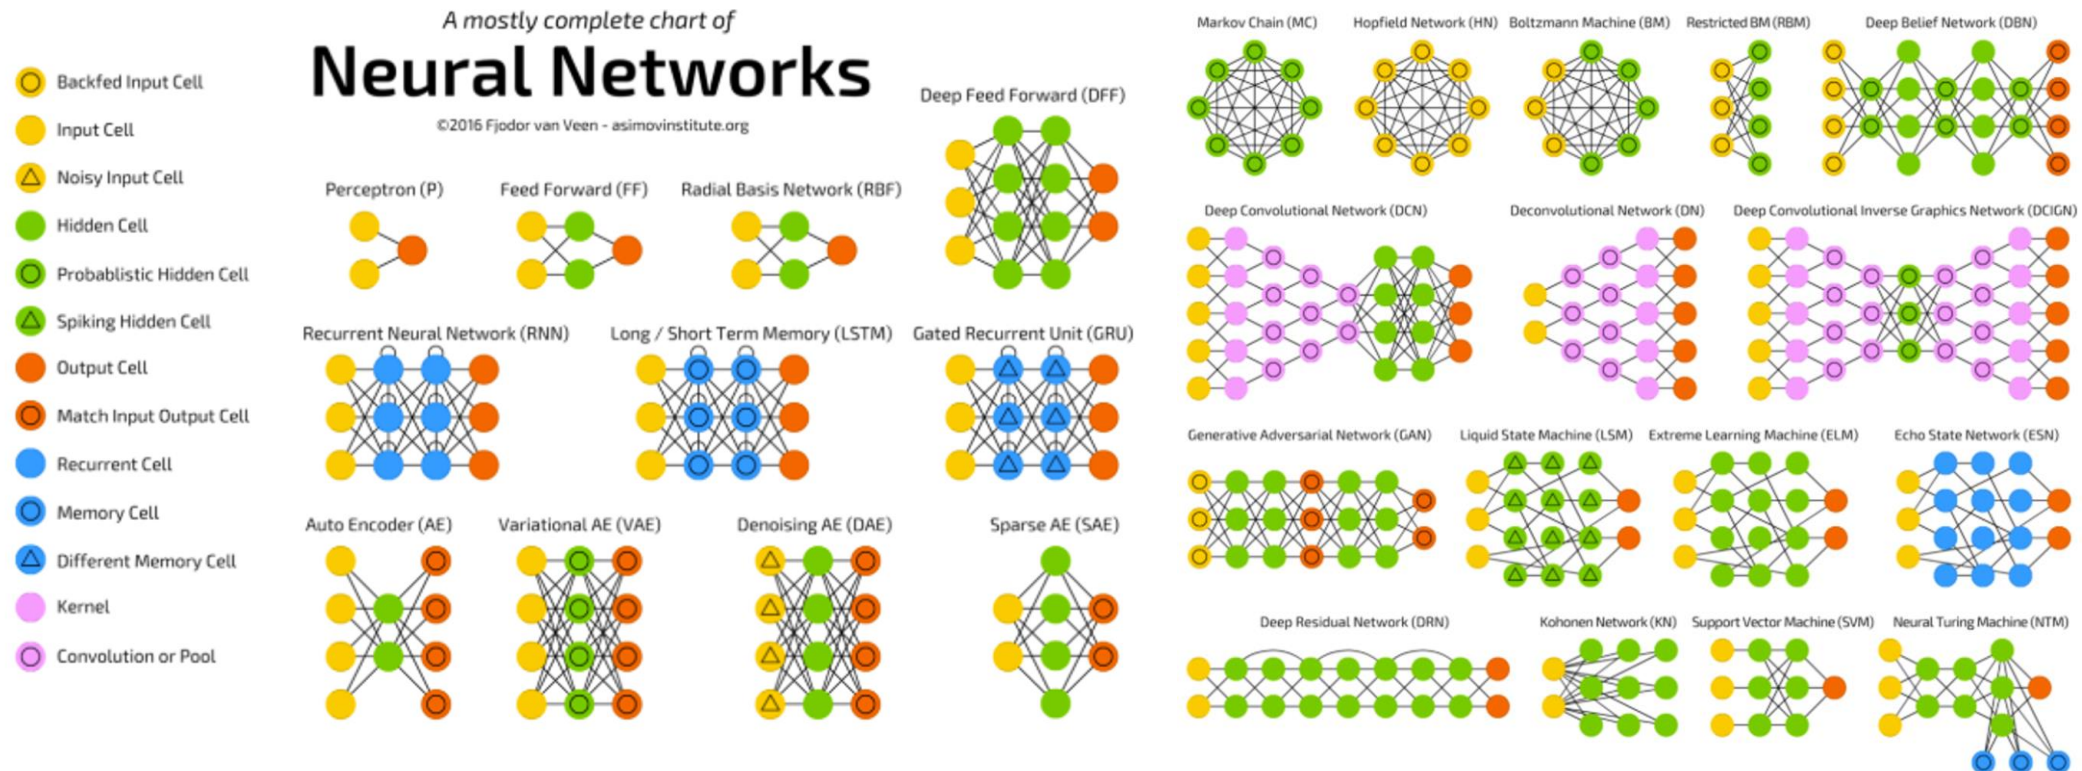 A mostly complete chart of
Neural Networks
©2016 Fjodor van Veen - asimovinstitute.org
Backfed Input Cell
Input Cell
Noisy Input Cell
Hidden Cell
Probablistic Hidden Cell
Spiking Hidden Cell
Output Cell
Match Input Output Cell
Recurrent Cell
Memory Cell
Different Memory Cell
Kernel
Convolution or Pool
Deep Feed Forward (DFF)
Perceptron (P)
Feed Forward (FF)
Radial Basis Network (RBF)
Recurrent Neural Network (RNN)
Long / Short Term Memory (LSTM)
Gated Recurrent Unit (GRU)
Auto Encoder (AE)
Variational AE (VAE)
Denoising AE (DAE)
Sparse AE (SAE)
Markov Chain (MC)
Hopfield Network (HN)
Boltzmann Machine (BM)
Restricted BM (RBM)
Deep Belief Network (DBN)
Deep Convolutional Network (DCN)
Deconvolutional Network (DN)
Deep Convolutional Inverse Graphics Network (DCIGN)
Generative Adversarial Network (GAN)
Liquid State Machine (LSM)
Extreme Learning Machine (ELM)
Echo State Network (ESN)
Deep Residual Network (DRN)
Kohonen Network (KN)
Support Vector Machine (SVM)
Neural Turing Machine (NTM)